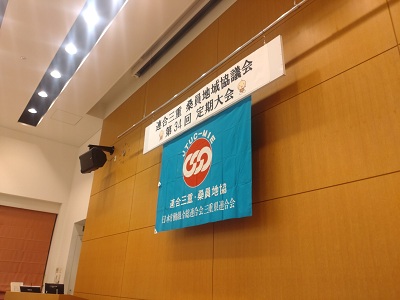 連合三重 桑員地域協議会
第34回 定期大会
JTUC-MIE
連合三重・桑員地協
日本労働組合総連合会三重県連合会